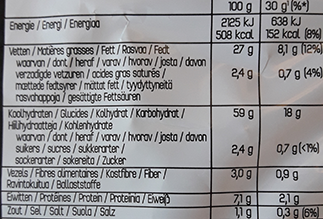 100 g 30 g (%*)
Energie / Energi / Energiaa 2125 kJ 638 kJ
508 kcal 152 kcal (8%)
Vetten / Matières grasses / Fett / Rasvaa / Fedt 27 g 8,1 g (12%)
waarvan / dont / heraf / varav / hvorav / josta / davon
verzadigde vetzuren / acides gras saturés / 2,4 g 0,7 g (4%)
mættede fedtsyrer / mättat fett / tyydyttyneitä
rasvahappoja / gesättigte Fettsäuren
Koolhydraten / Glucides / Kolhydrat / Karbohydrat / 59 g 18 g
Hiilihydraatteja / Kohlenhydrate
waarvan / dont / heraf / varav / hvorav / josta / davon
suikers / sucres / sukkerarter / 2,4 g 0,7 g (<1%)
sockerarter / sokereita / Zucker
Vezels / Fibres alimentaires / Kostfibre / Fiber / 3,0 g 0,9 g
Ravintokuitua / Ballaststoffe
Eiwitten / Protéines / Protein / Proteiinia / Eiweiß 7,1 g 2,1 g
Zout / Sel / Salt / Suola / Salz 1,1 g 0,3 g (6%)